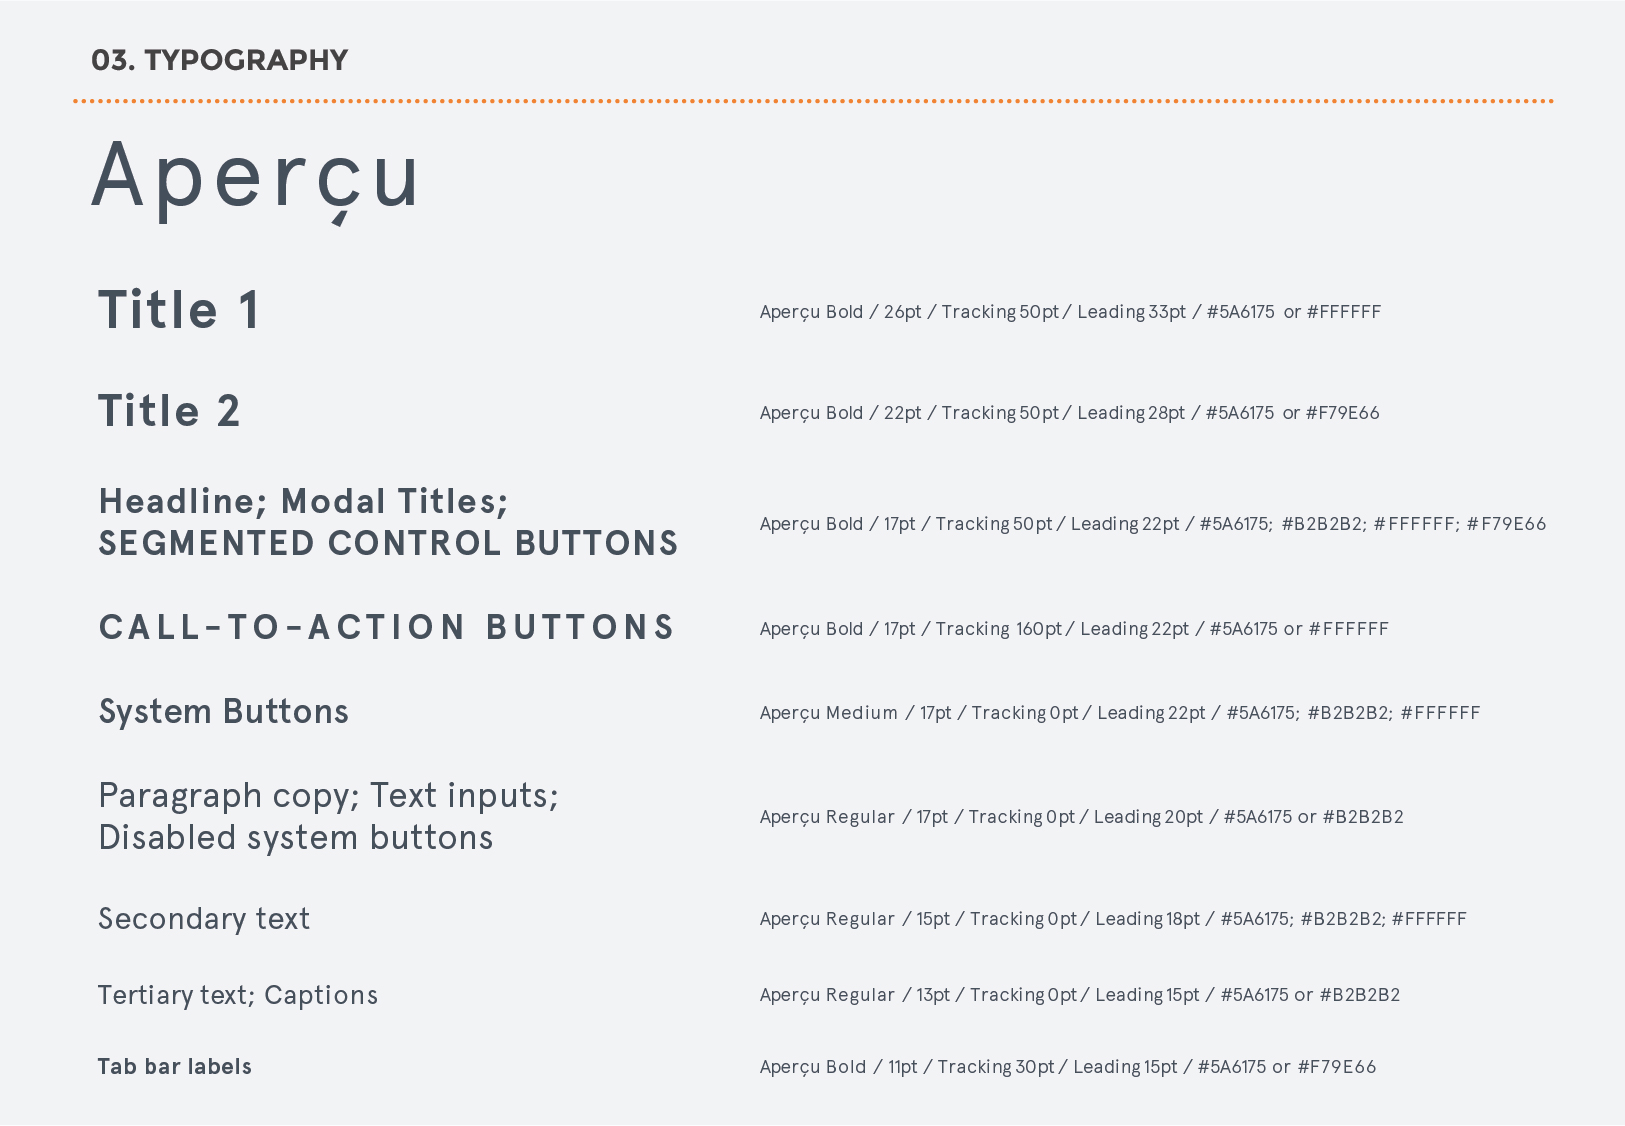 03. TYPOGRAPHY
Aperçu
Title 1
Aperçu Bold / 26pt / Tracking 50pt / Leading 33pt / #5A6175 or #FFFFFF
Title 2
Aperçu Bold / 22pt / Tracking 50pt / Leading 28pt / #5A6175 or #F79E66
Headline; Modal Titles;
SEGMENTED CONTROL BUTTONS
Aperçu Bold / 17pt / Tracking 50pt / Leading 22pt / #5A6175; #B2B2B2; #FFFFFF; #F79E66
CALL-TO-ACTION BUTTONS
Aperçu Bold / 17pt / Tracking 160pt / Leading 22pt / #5A6175 or #FFFFFF
System Buttons
Aperçu Medium / 17pt / Tracking 0pt / Leading 22pt / #5A6175; #B2B2B2; #FFFFFF
Paragraph copy; Text inputs;
Disabled system buttons
Aperçu Regular / 17pt / Tracking 0pt / Leading 20pt / #5A6175 or #B2B2B2
Secondary text
Aperçu Regular / 15pt / Tracking 0pt / Leading 18pt / #5A6175; #B2B2B2; #FFFFFF
Tertiary text; Captions
Aperçu Regular / 13pt / Tracking 0pt / Leading 15pt / #5A6175 or #B2B2B2
Tab bar labels
Aperçu Bold / 11pt / Tracking 30pt / Leading 15pt / #5A6175 or #F79E66